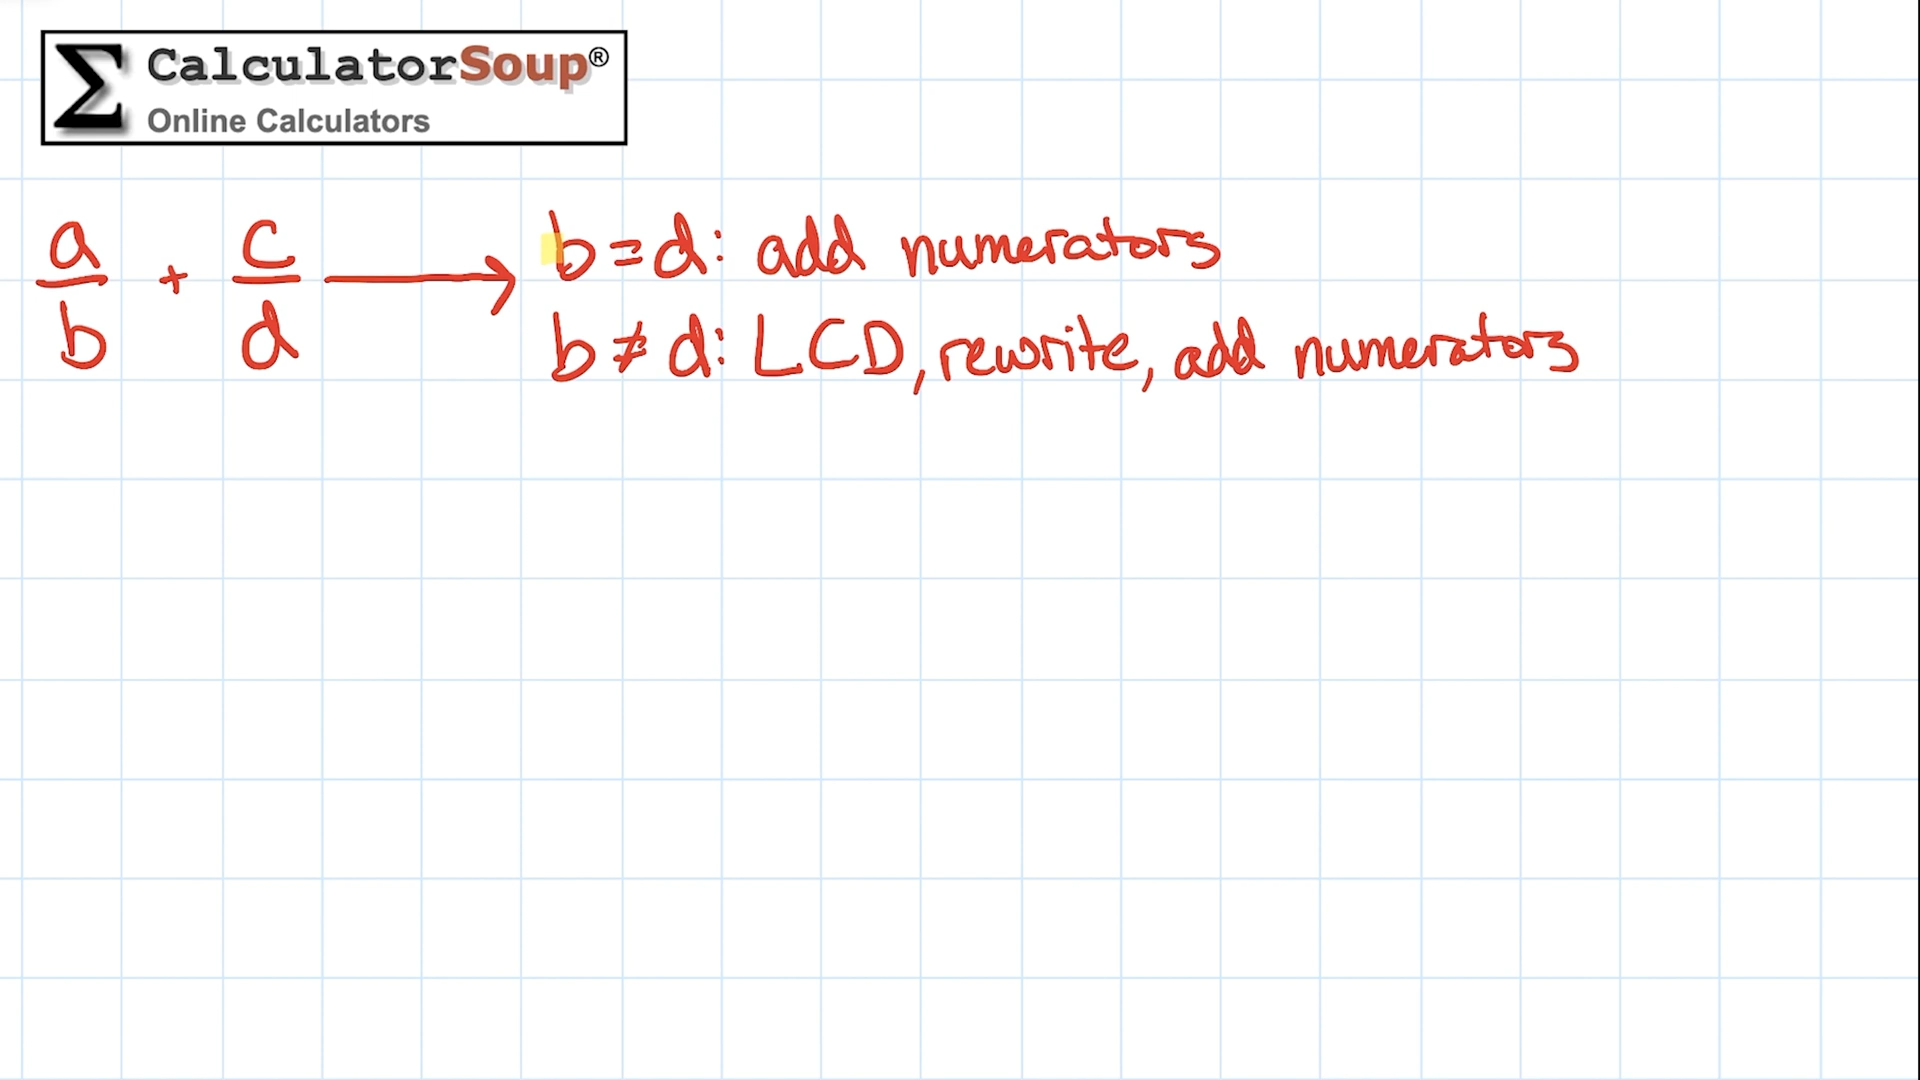 CalculatorSoup®
Online Calculators
a/b + c/d → b = d: add numerators
b ≠ d: LCD, rewrite, add numerators